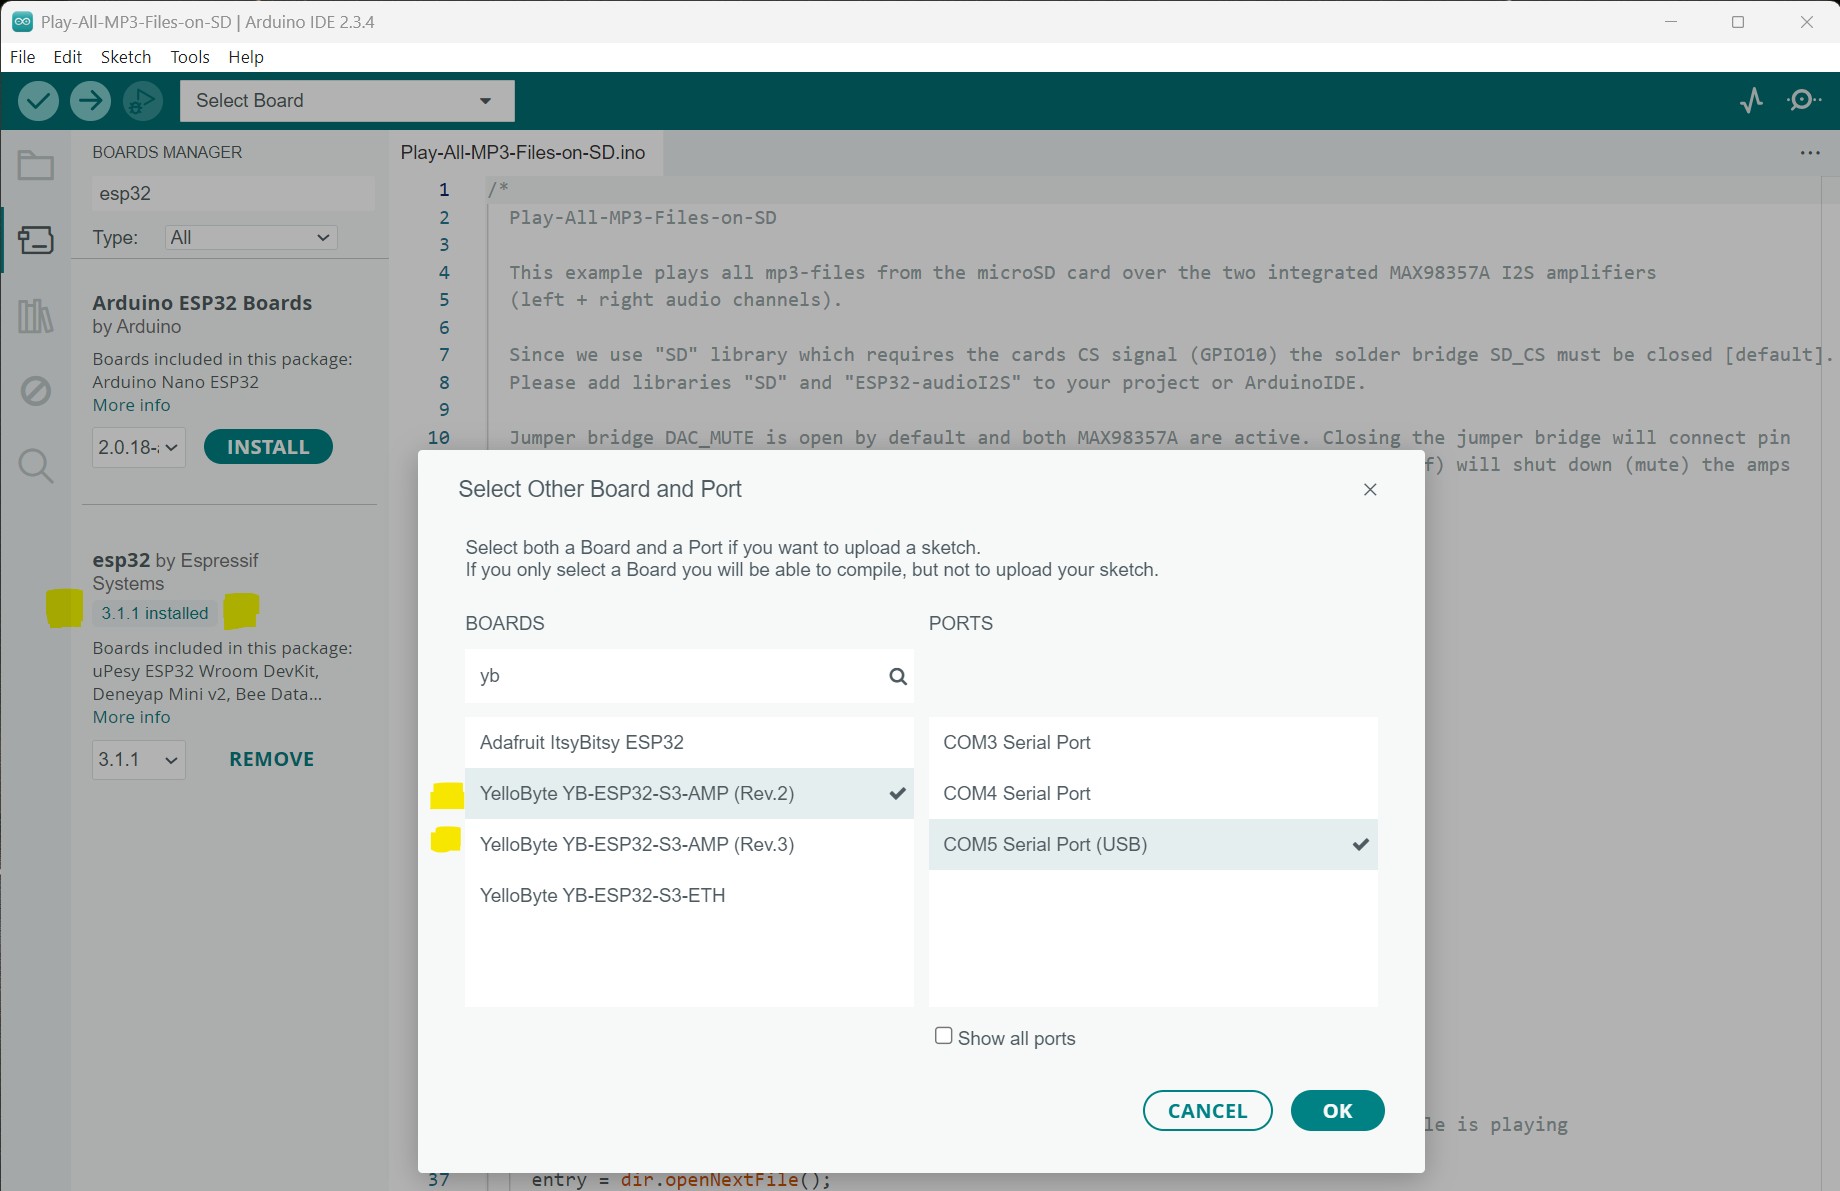 Play-All-MP3-Files-on-SD | Arduino IDE 2.3.4
File Edit Sketch Tools Help
Select Board
BOARDS MANAGER
esp32
Type: All
Arduino ESP32 Boards
by Arduino
Boards included in this package:
Arduino Nano ESP32
More info
2.0.18-
INSTALL
esp32 by Espressif
Systems
3.1.1 installed
Boards included in this package:
uPesy ESP32 Wroom DevKit,
Deneyap Mini v2, Bee Data...
More info
3.1.1
REMOVE
Play-All-MP3-Files-on-SD.ino
1 /*
2 Play-All-MP3-Files-on-SD
3
4 This example plays all mp3-files from the microSD card over the two integrated MAX98357A I2S amplifiers
5 (left + right audio channels).
6
7 Since we use "SD" library which requires the cards CS signal (GPIO10) the solder bridge SD_CS must be closed [default].
8 Please add libraries "SD" and "ESP32-audioI2S" to your project or ArduinoIDE.
9
10 Jumper bridge DAC_MUTE is open by default and both MAX98357A are active. Closing the jumper bridge will connect pin
f) will shut down (mute) the amps
Select Other Board and Port
Select both a Board and a Port if you want to upload a sketch.
If you only select a Board you will be able to compile, but not to upload your sketch.
BOARDS
yb
Adafruit ItsyBitsy ESP32
YelloByte YB-ESP32-S3-AMP (Rev.2)
YelloByte YB-ESP32-S3-AMP (Rev.3)
YelloByte YB-ESP32-S3-ETH
PORTS
COM3 Serial Port
COM4 Serial Port
COM5 Serial Port (USB)
Show all ports
CANCEL
OK
le is playing
37 entry = dir.openNextFile();